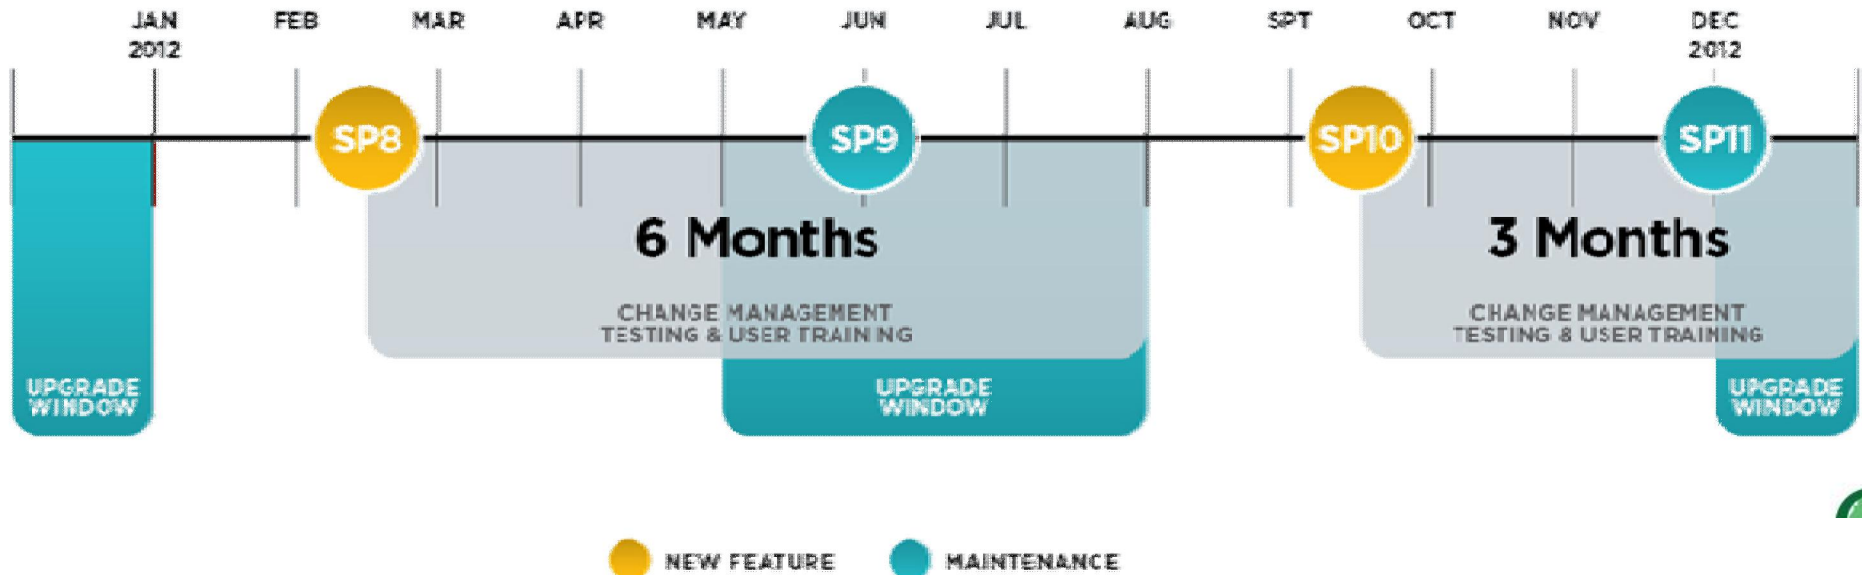 JAN FEB MAR APR MAY JUN JUL AUG SPT OCT NOV DEC
2012 2012
SP8 SP9 SP10 SP11
6 Months 3 Months
CHANGE MANAGEMENT CHANGE MANAGEMENT
TESTING & USER TRAINING TESTING & USER TRAINING
UPGRADE UPGRADE UPGRADE
WINDOW WINDOW WINDOW
NEW FEATURE MAINTENANCE